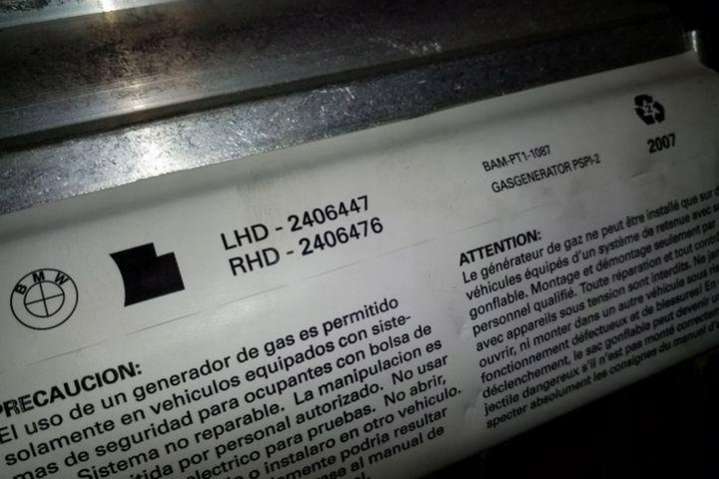 BMW
LHD - 2406447
RHD - 2406476
BAM-PT1-1087
GASGENERATOR PSPI-2
2
2007
PRECAUCION:
El uso de un generador de gas es permitido
solamente en vehiculos equipados con siste-
mas de seguridad para ocupantes con bolsa de
Sistema no reparable. La manipulacion es
mitida por personal autorizado. No usar
electrico para pruebas. No abrir,
o instalaro en otro vehiculo.
podria resultar
al manual de
ATTENTION:
Le générateur de gaz ne peut être installé que sur
véhicules équipés d'un système de retenue avec
gonflable. Montage et démontage seulement par
personnel qualifié. Toute réparation et tout
avec appareils sous tension sont interdits. Ne
ouvrir, ni monter dans un autre véhicule sous
fonctionnement défectueux et de blessures! En
déclenchement, le sac gonflable peut devenir
jectile dangereux s'il n'est pas monté
specter absolument les consignes du manuel